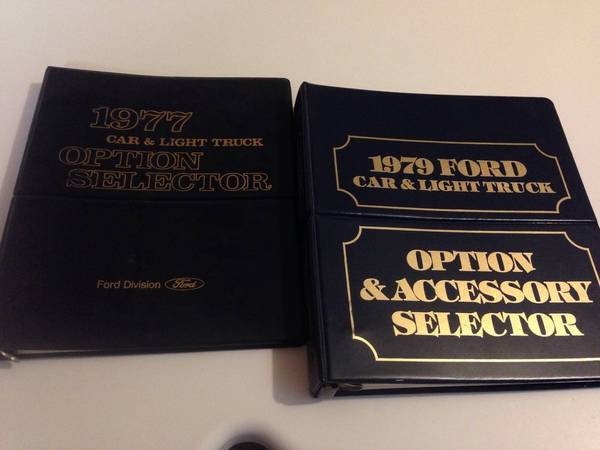 1977
CAR & LIGHT TRUCK
OPTION
SELECTOR
Ford Division Ford
1979 FORD
CAR & LIGHT TRUCK
OPTION
& ACCESSORY
SELECTOR